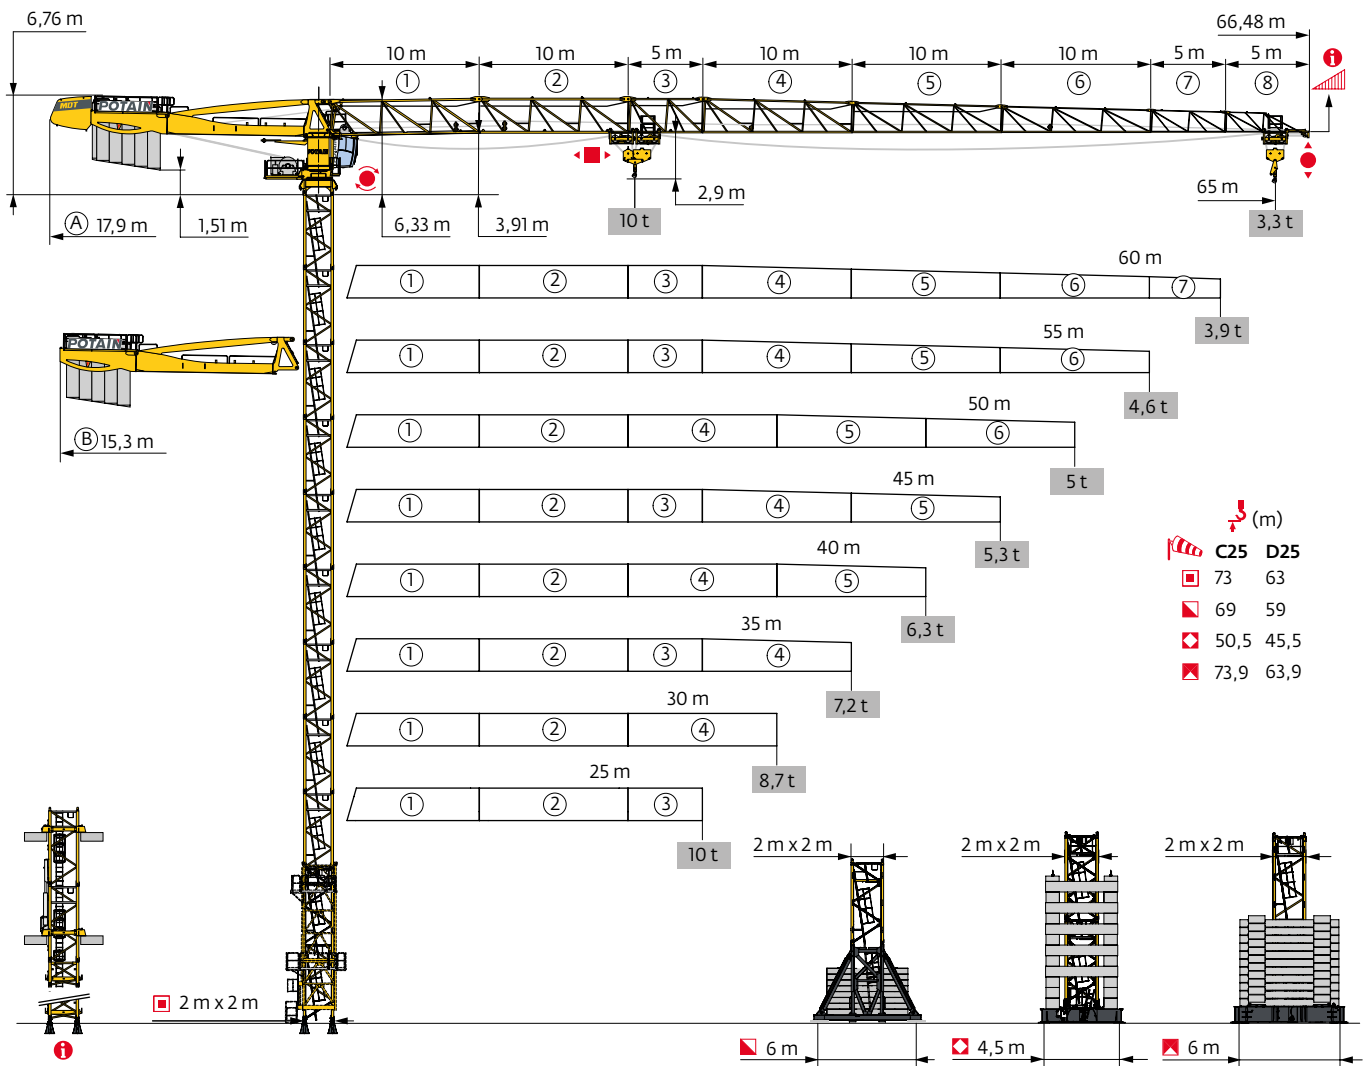 6,76 m
66,48 m
10 m 10 m 5 m 10 m 10 m 10 m 5 m 5 m
1 2 3 4 5 6 7 8
i
MDT POTAIN
POTAIN
A 17,9 m
1,51 m
6,33 m
3,91 m
2,9 m
10 t
65 m
3,3 t
60 m
1 2 3 4 5 6 7
3,9 t
POTAIN
B 15,3 m
55 m
1 2 3 4 5 6
4,6 t
50 m
1 2 4 5 6
5 t
45 m
1 2 3 4 5
5,3 t
40 m
1 2 4 5
6,3 t
35 m
1 2 3 4
7,2 t
30 m
1 2 4
8,7 t
25 m
1 2 3
10 t
(m)
C25 D25
73 63
69 59
50,5 45,5
73,9 63,9
2 m x 2 m
2 m x 2 m
2 m x 2 m
2 m x 2 m
i
6 m
4,5 m
6 m